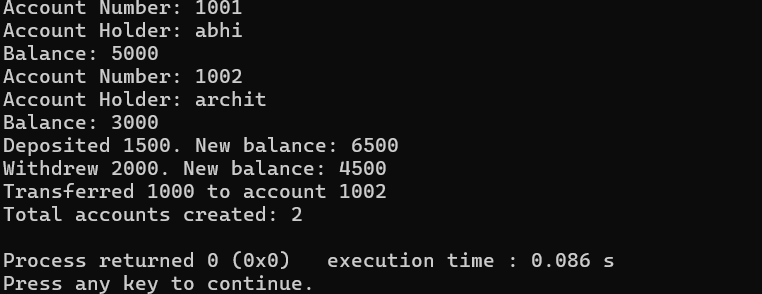 Account Number: 1001
Account Holder: abhi
Balance: 5000
Account Number: 1002
Account Holder: archit
Balance: 3000
Deposited 1500. New balance: 6500
Withdrew 2000. New balance: 4500
Transferred 1000 to account 1002
Total accounts created: 2

Process returned 0 (0x0)   execution time : 0.086 s
Press any key to continue.